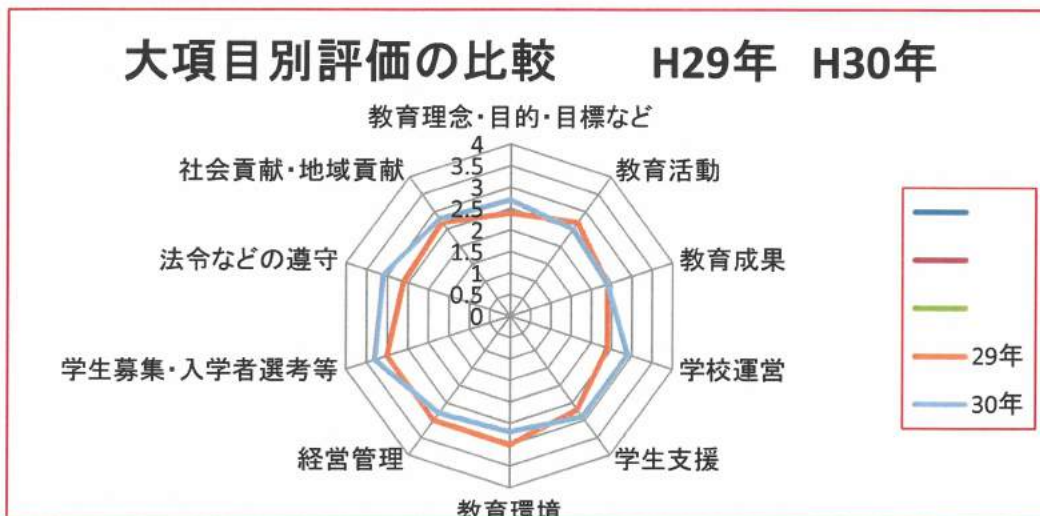 大項目別評価の比較 H29年 H30年
教育理念・目的・目標など
社会貢献・地域貢献
教育活動
法令などの遵守
教育成果
学生募集・入学者選考等
学校運営
経営管理
学生支援
教育環境
4
3.5
3
2.5
2
1.5
1
0.5
0
29年
30年